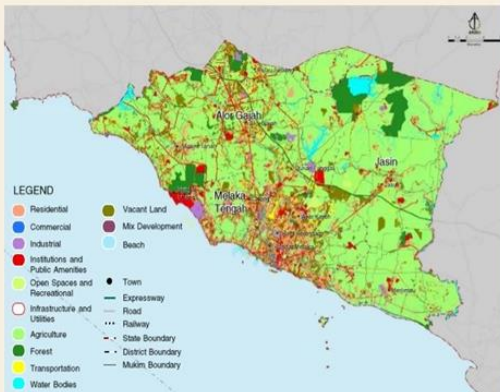 Alor Gajah
Jasin
Melaka
Tengah
LEGEND
Residential
Commercial
Industrial
Institutions and
Public Amenities
Open Spaces and
Recreational
Infrastructure and
Utilities
Agriculture
Forest
Transportation
Water Bodies
Vacant Land
Mix Development
Beach
Town
Expressway
Road
Railway
State Boundary
District Boundary
Mukim Boundary